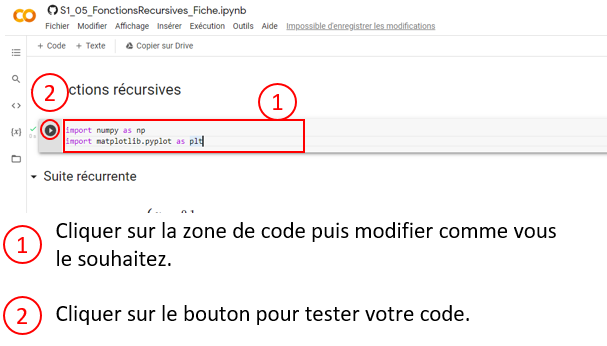 S1_05_FonctionsRecursives_Fiche.ipynb
Fichier Modifier Affichage Insérer Exécution Outils Aide Impossible d'enregistrer les modifications
+ Code + Texte Copier sur Drive
2 ctions récursives
1
import numpy as np
{x} import matplotlib.pyplot as plt
Suite récurrente
1 Cliquer sur la zone de code puis modifier comme vous
le souhaitez.
2 Cliquer sur le bouton pour tester votre code.